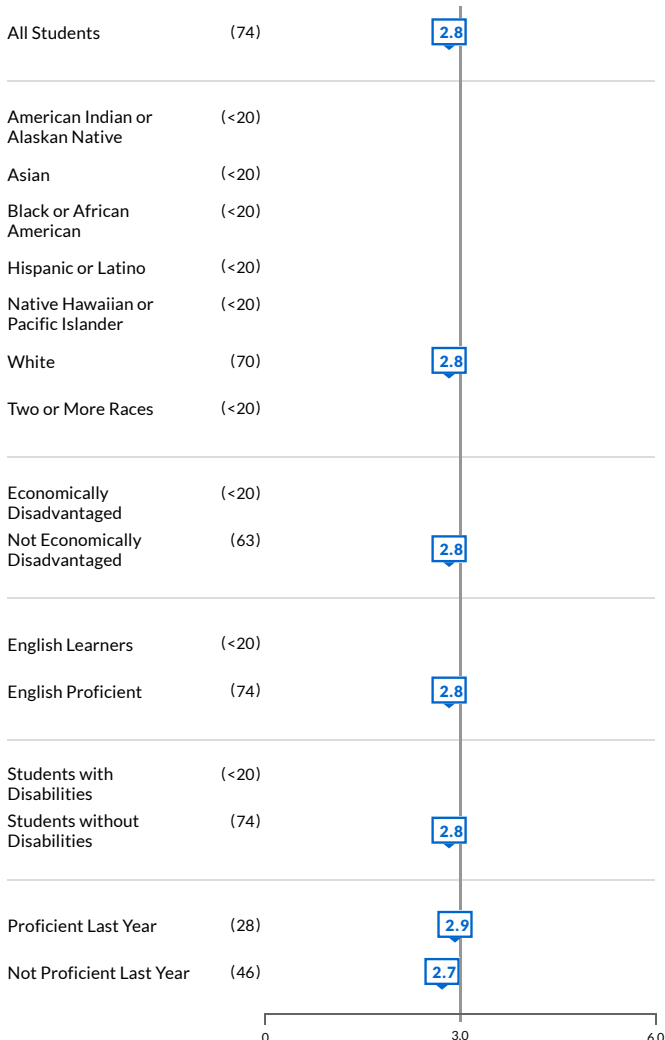 All Students (74) 2.8
American Indian or (<20)
Alaskan Native
Asian (<20)
Black or African (<20)
American
Hispanic or Latino (<20)
Native Hawaiian or (<20)
Pacific Islander
White (70) 2.8
Two or More Races (<20)
Economically (<20)
Disadvantaged
Not Economically (63) 2.8
Disadvantaged
English Learners (<20)
English Proficient (74) 2.8
Students with (<20)
Disabilities
Students without (74) 2.8
Disabilities
Proficient Last Year (28) 2.9
Not Proficient Last Year (46) 2.7
0 3.0 6.0